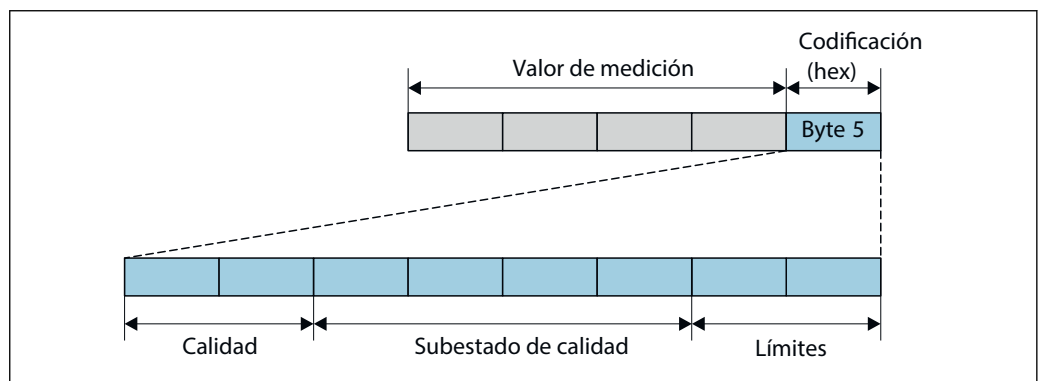 Codificación
Valor de medición (hex)
Byte 5
Calidad Subestado de calidad Límites